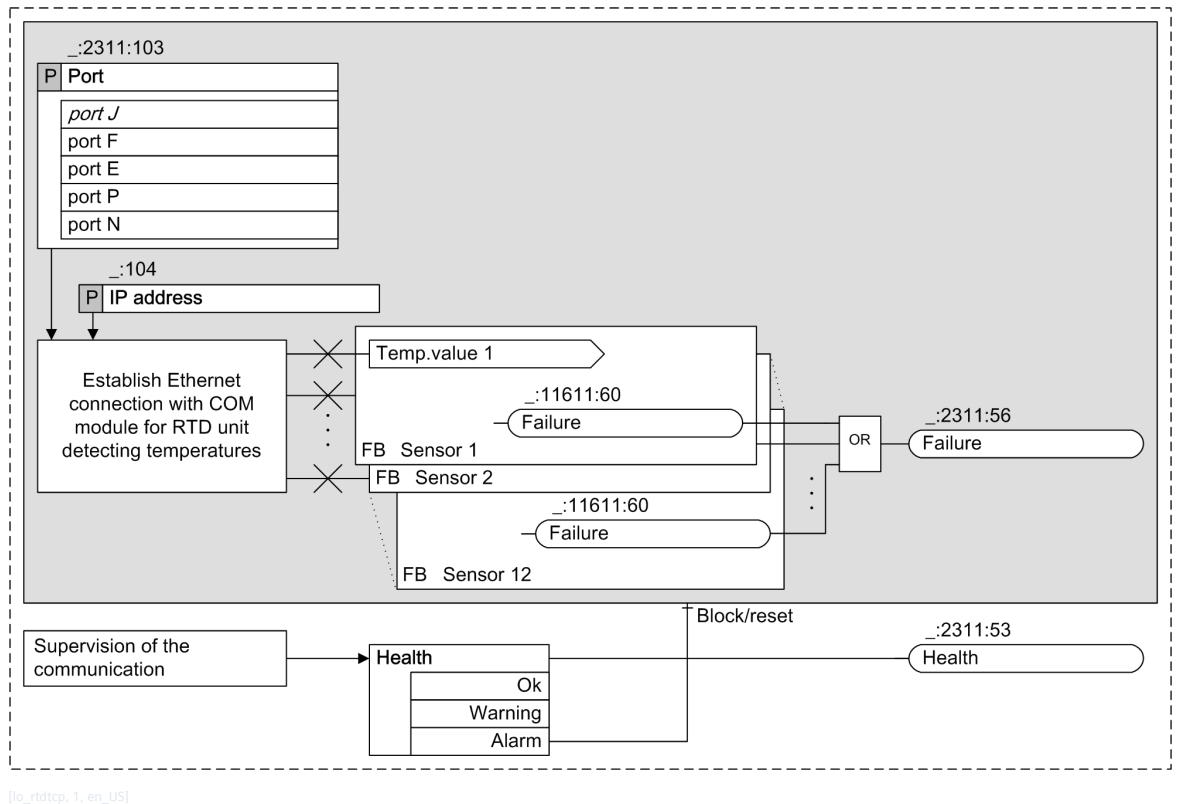 _:2311:103
P Port
port J
port F
port E
port P
port N
_:104
P IP address
Establish Ethernet
connection with COM
module for RTD unit
detecting temperatures
Temp.value 1
_:11611:60
Failure
FB Sensor 1
FB Sensor 2
_:11611:60
Failure
FB Sensor 12
OR
_:2311:56
Failure
Block/reset
Supervision of the
communication
Health
Ok
Warning
Alarm
_:2311:53
Health
[lo_rtdtcp, 1, en_US]